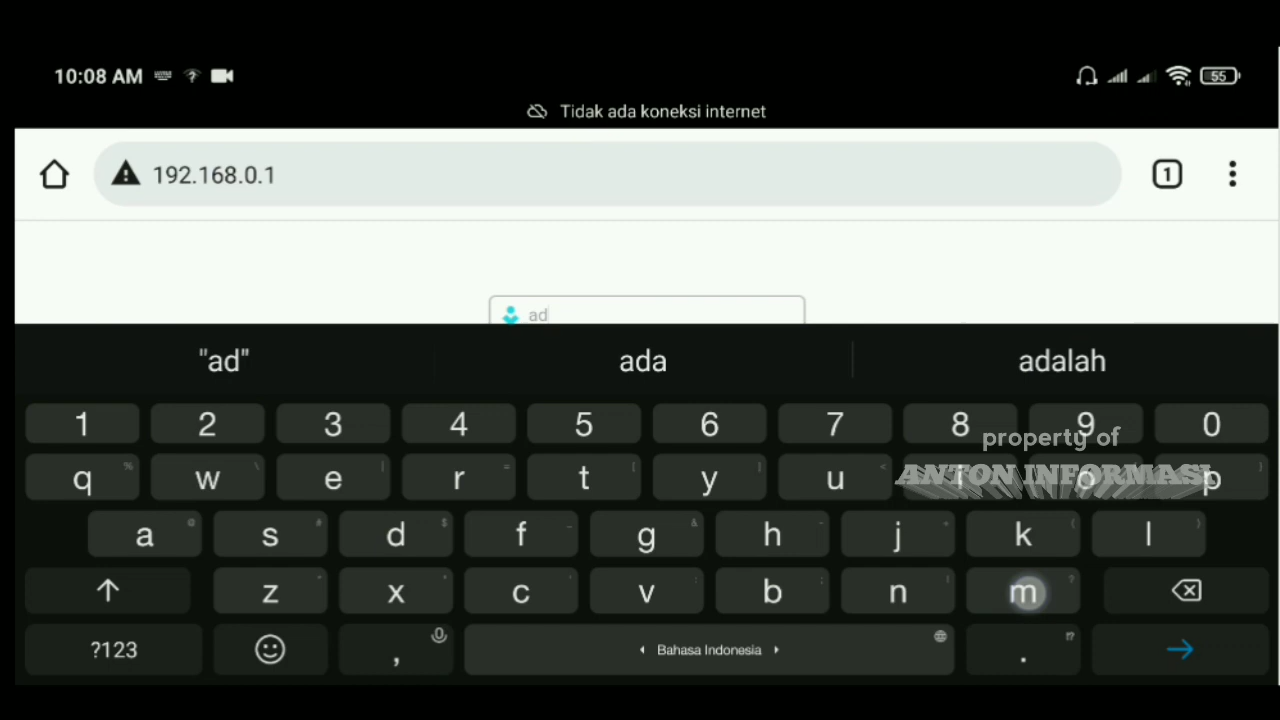 10:08 AM
55
Tidak ada koneksi internet
192.168.0.1
1
ad
"ad" ada adalah
1 2 3 4 5 6 7 8 9 0
property of
ANTON INFORMASI
q w e r t y u i o p
a s d f g h j k l
z x c v b n m
?123 , Bahasa Indonesia .